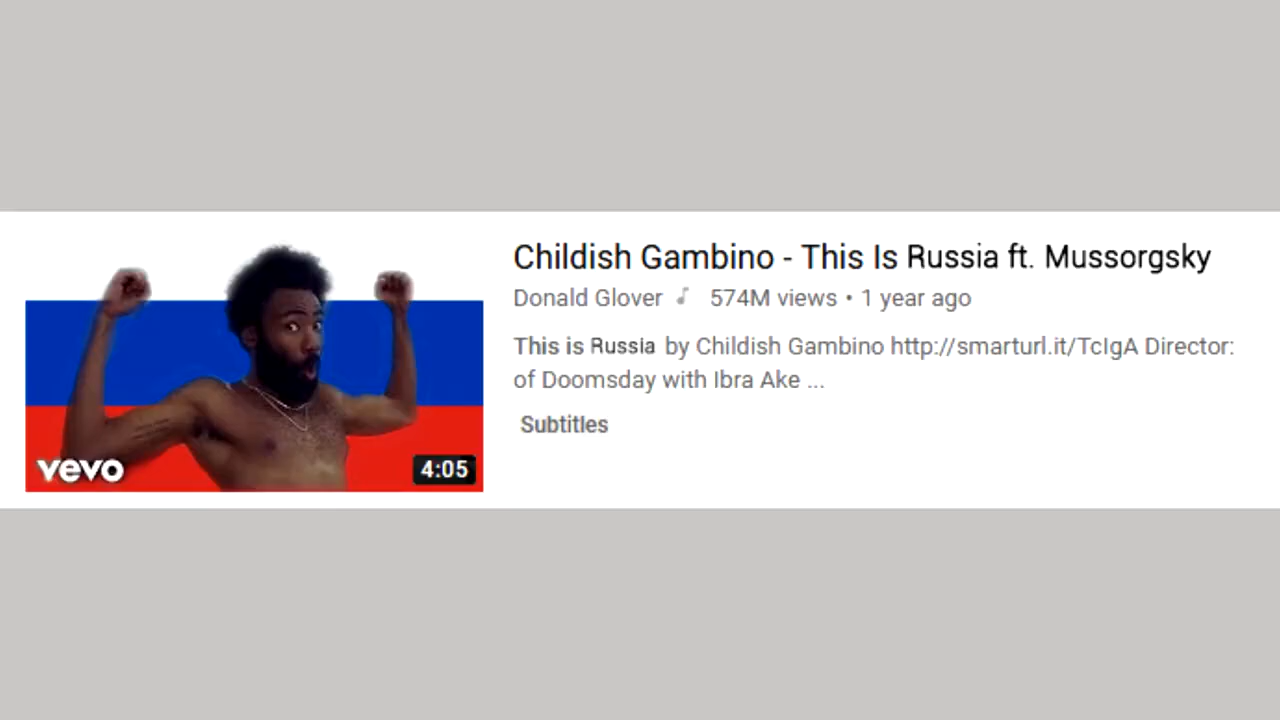 Childish Gambino - This Is Russia ft. Mussorgsky
Donald Glover 574M views • 1 year ago
This is Russia by Childish Gambino http://smarturl.it/TcIgA Director:
of Doomsday with Ibra Ake ...
Subtitles
vevo
4:05